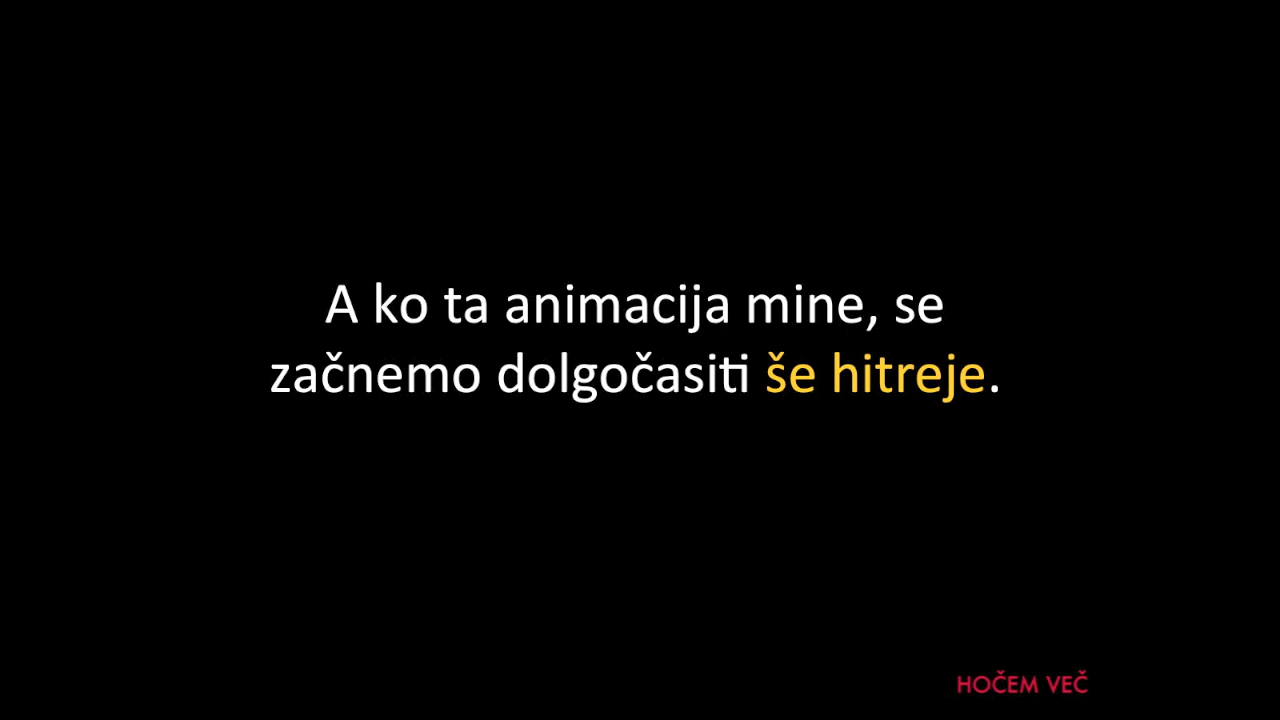 A ko ta animacija mine, se
začnemo dolgočasiti še hitreje.
HOČEM VEČ